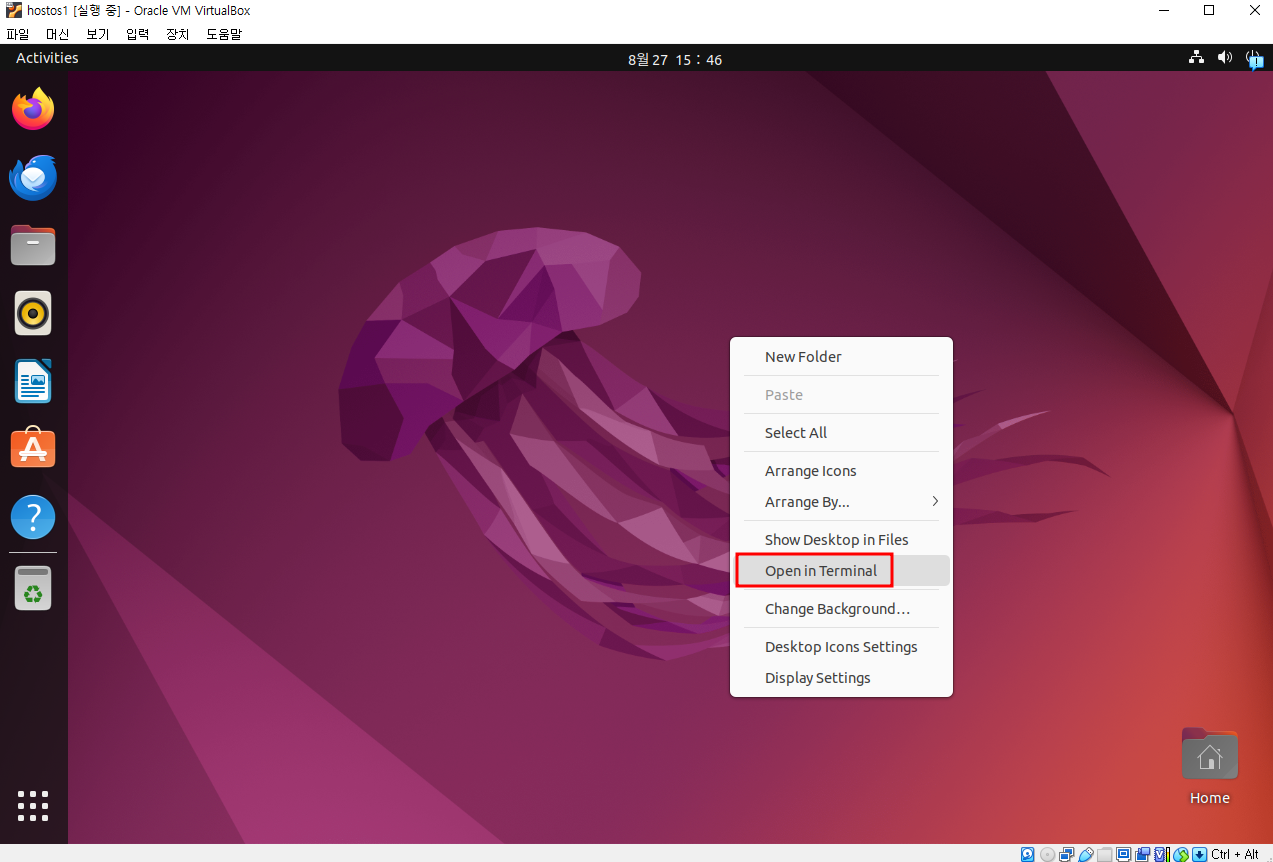 hostos1 [실행 중] - Oracle VM VirtualBox
파일 머신 보기 입력 장치 도움말
Activities
8월 27 15 : 46
New Folder
Paste
Select All
Arrange Icons
Arrange By...
Show Desktop in Files
Open in Terminal
Change Background…
Desktop Icons Settings
Display Settings
Home
Ctrl + Alt